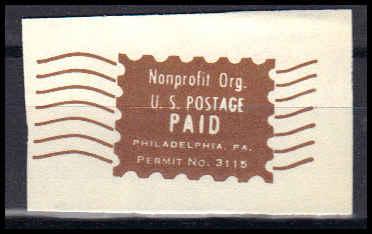 Nonprofit Org.
U. S. POSTAGE
PAID
PHILADELPHIA, PA.
PERMIT NO. 3115